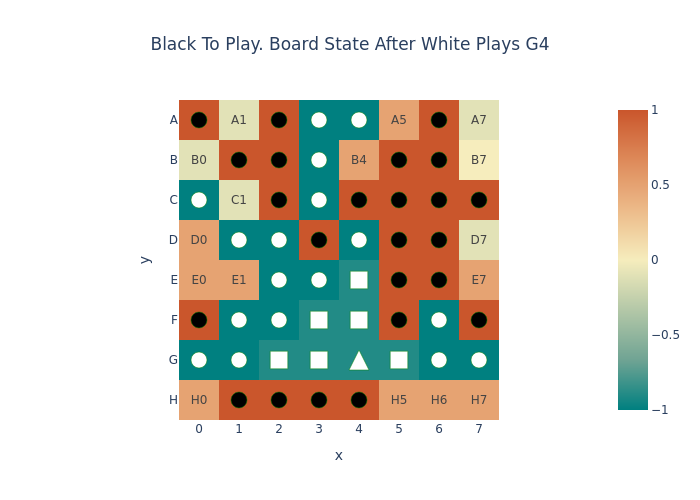 Black To Play. Board State After White Plays G4
A A1 A5 A7
B B0 B4 B7
C C1
D D0 D7
E E0 E1 E7
F
G
H H0 H5 H6 H7
0 1 2 3 4 5 6 7
x
y
1
0.5
0
−0.5
−1